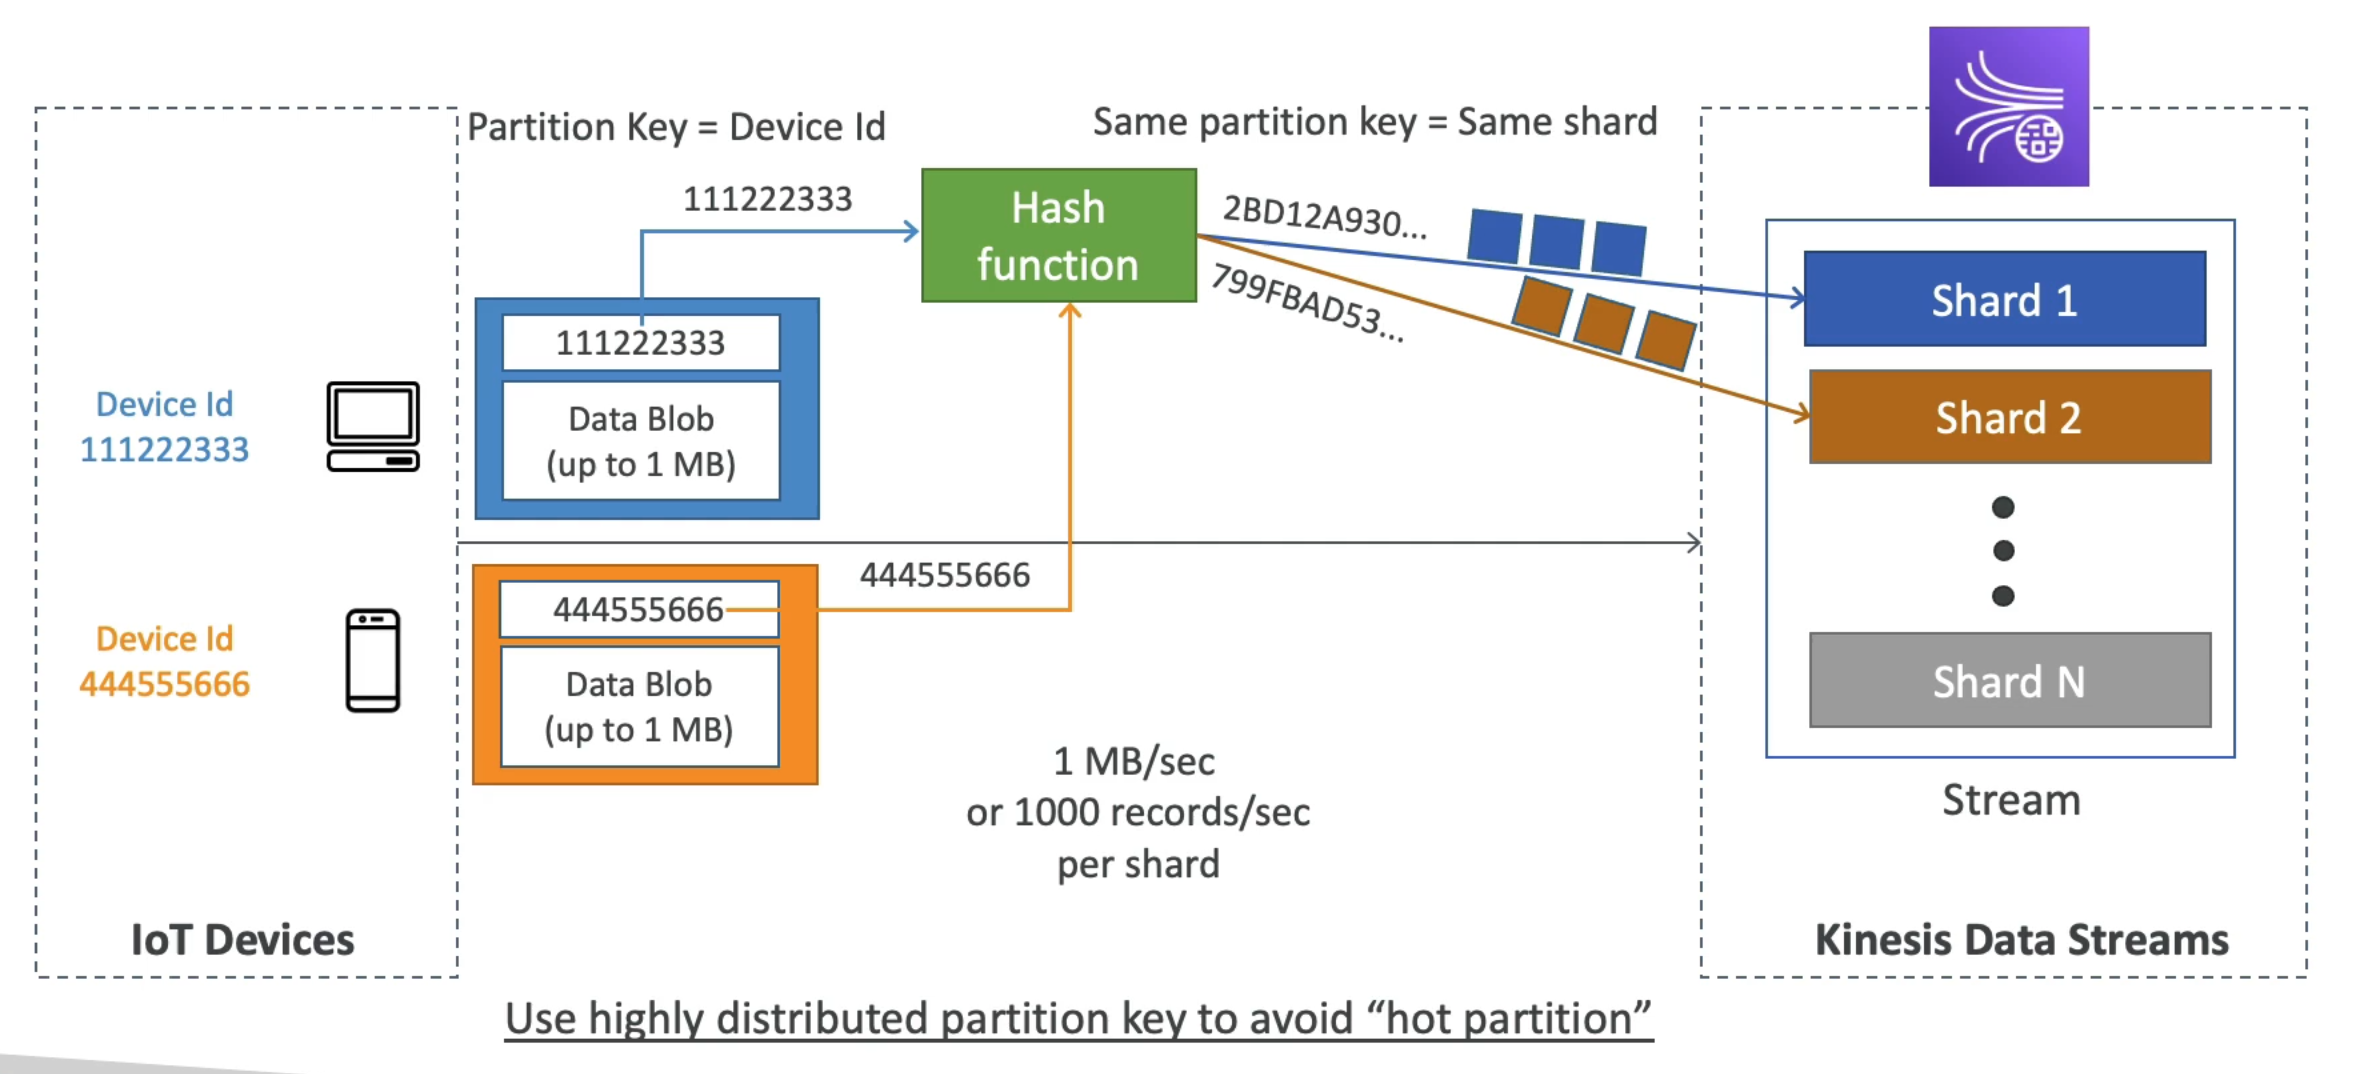 Partition Key = Device Id
Same partition key = Same shard
111222333
Hash
function
2BD12A930...
799FBAD53...
Shard 1
Shard 2
Shard N
Stream
Device Id
111222333
111222333
Data Blob
(up to 1 MB)
Device Id
444555666
444555666
444555666
Data Blob
(up to 1 MB)
1 MB/sec
or 1000 records/sec
per shard
IoT Devices
Kinesis Data Streams
Use highly distributed partition key to avoid “hot partition”